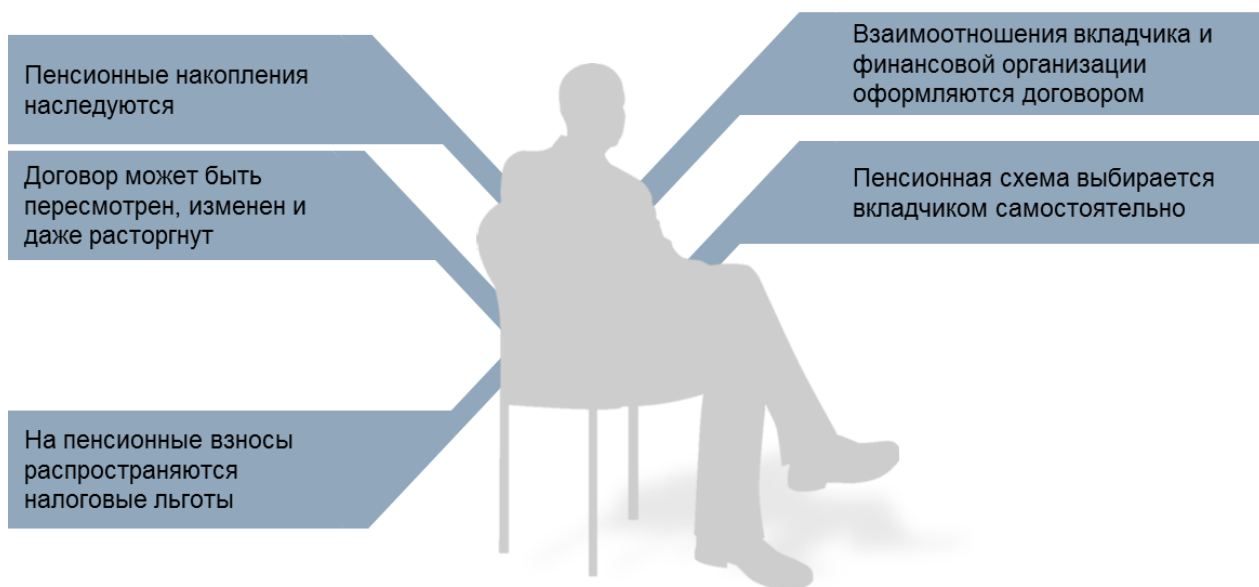 Пенсионные накопления
наследуются
Договор может быть
пересмотрен, изменен и
даже расторгнут
На пенсионные взносы
распространяются
налоговые льготы
Взаимоотношения вкладчика и
финансовой организации
оформляются договором
Пенсионная схема выбирается
вкладчиком самостоятельно